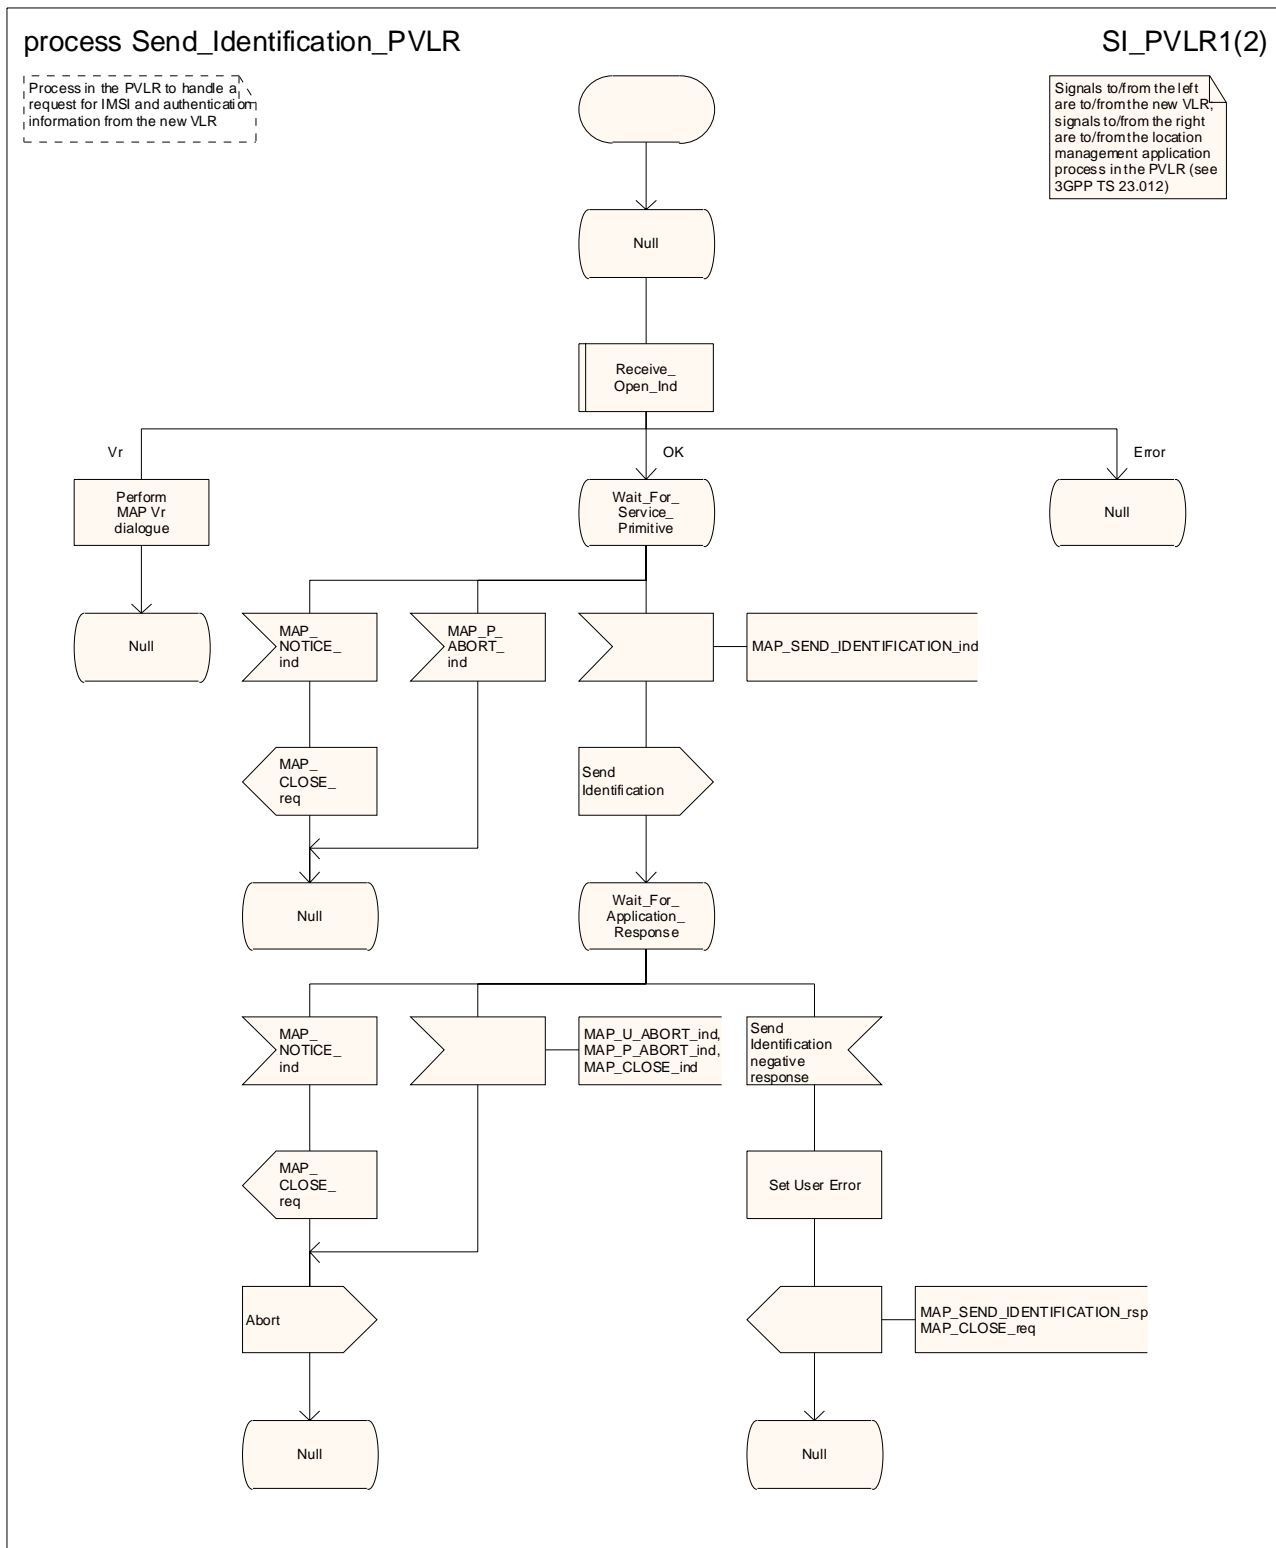 process Send_Identification_PVLR
SI_PVLR1(2)
Process in the PVLR to handle a
request for IMSI and authentication
information from the new VLR
Signals to/from the left
are to/from the new VLR;
signals to/from the right
are to/from the location
management application
process in the PVLR (see
3GPP TS 23.012)
Null
Receive_
Open_Ind
Vr
OK
Error
Perform
MAP Vr
dialogue
Wait_For_
Service_
Primitive
Null
Null
MAP_
NOTICE_
ind
MAP_P_
ABORT_
ind
MAP_SEND_IDENTIFICATION_ind
MAP_
CLOSE_
req
Send
Identification
Null
Wait_For_
Application_
Response
MAP_
NOTICE_
ind
MAP_U_ABORT_ind,
MAP_P_ABORT_ind,
MAP_CLOSE_ind
Send
Identification
negative
response
MAP_
CLOSE_
req
Set User Error
Abort
MAP_SEND_IDENTIFICATION_rsp
MAP_CLOSE_req
Null
Null